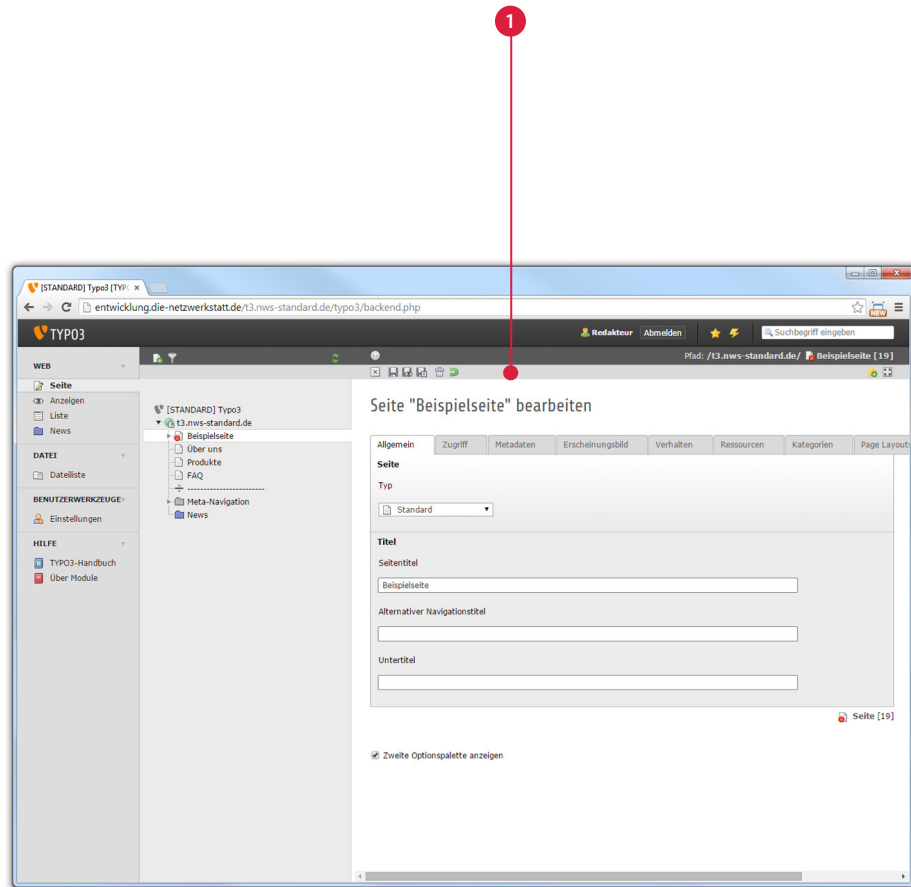 1
[STANDARD] Typo3 [TYPO
entwicklung.die-netzwerkstatt.de/t3.nws-standard.de/typo3/backend.php
NEW
TYPO3
Redakteur Abmelden Suchbegriff eingeben
Pfad: /t3.nws-standard.de/ Beispielseite [19]
WEB
Seite
Anzeigen
Liste
News
DATEI
Dateiliste
BENUTZERWERKZEUGE
Einstellungen
HILFE
TYPO3-Handbuch
Über Module
[STANDARD] Typo3
t3.nws-standard.de
Beispielseite
Über uns
Produkte
FAQ
------------------------
Meta-Navigation
News
Seite "Beispielseite" bearbeiten
Allgemein Zugriff Metadaten Erscheinungsbild Verhalten Ressourcen Kategorien Page Layouts
Seite
Typ
Standard
Titel
Seitentitel
Beispielseite
Alternativer Navigationstitel
Untertitel
Seite [19]
Zweite Optionspalette anzeigen